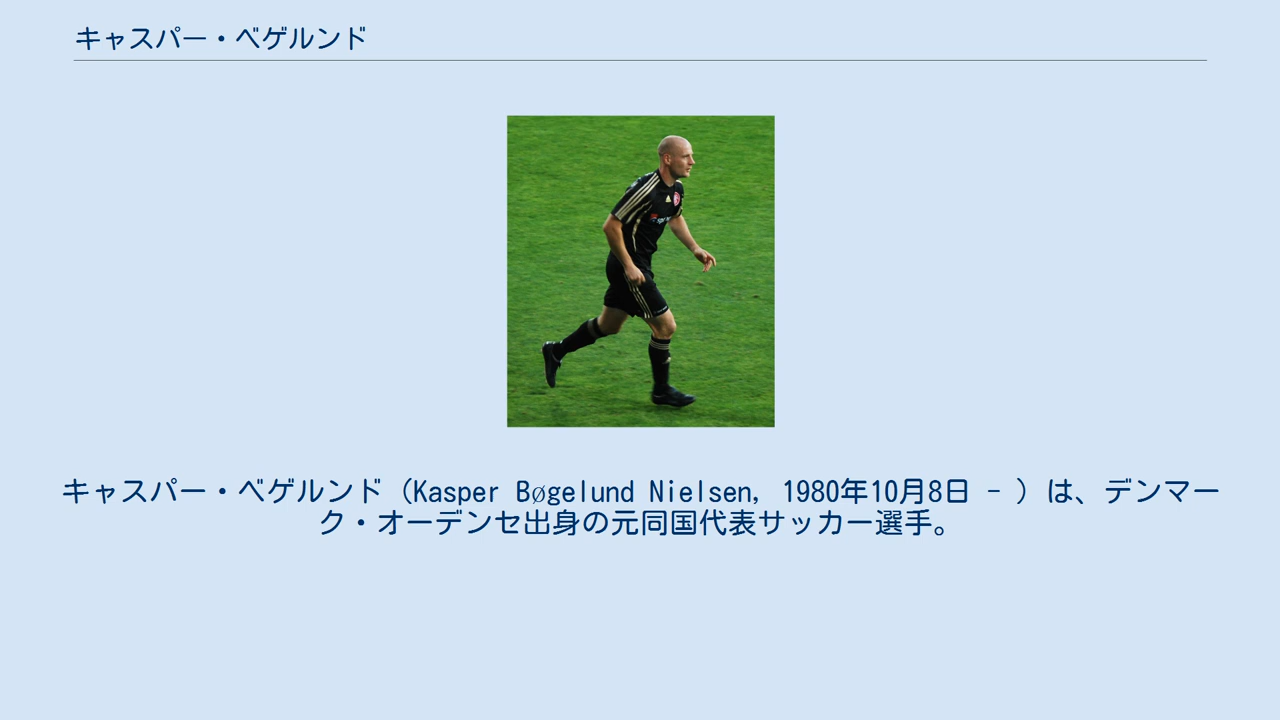 キャスパー・ベゲルンド
キャスパー・ベゲルンド（Kasper Bøgelund Nielsen, 1980年10月8日 - ）は、デンマー
ク・オーデンセ出身の元同国代表サッカー選手。